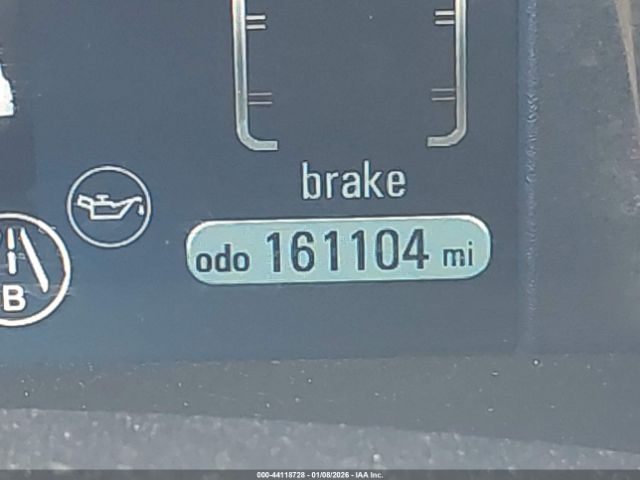 brake
odo 161104 mi
B
000-44118728 - 01/08/2026 - IAA Inc.